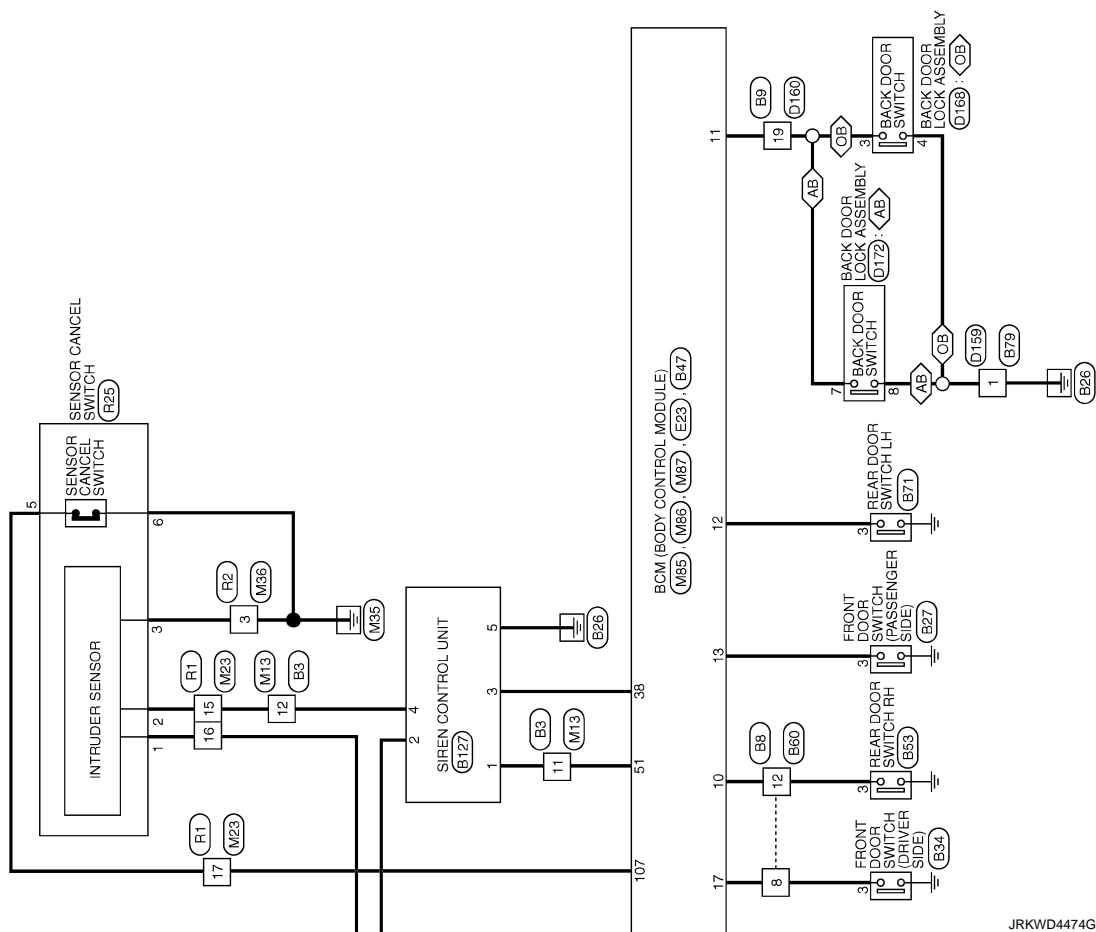 SENSOR CANCEL
SWITCH
R25
SENSOR
CANCEL
SWITCH
5
6
INTRUDER SENSOR
3
2
1
R2
M36
3
M35
R1
M23
15
16
M13
B3
12
R1
M23
17
SIREN CONTROL UNIT
B127
4
2
5
3
1
B26
B3
M13
11
38
51
107
BCM (BODY CONTROL MODULE)
M85 , M86 , M87 , E23 , B47
11
12
13
10
17
B9
D160
19
AB
OB
3
BACK DOOR
SWITCH
4
BACK DOOR
LOCK ASSEMBLY
D168 : OB
BACK DOOR
LOCK ASSEMBLY
D172 : AB
7
BACK DOOR
SWITCH
8
AB
OB
D159
B79
1
B26
3
REAR DOOR
SWITCH LH
B71
3
FRONT
DOOR
SWITCH
(PASSENGER
SIDE)
B27
B8
B60
12
3
REAR DOOR
SWITCH RH
B53
8
3
FRONT
DOOR
SWITCH
(DRIVER
SIDE)
B34
JRKWD4474G